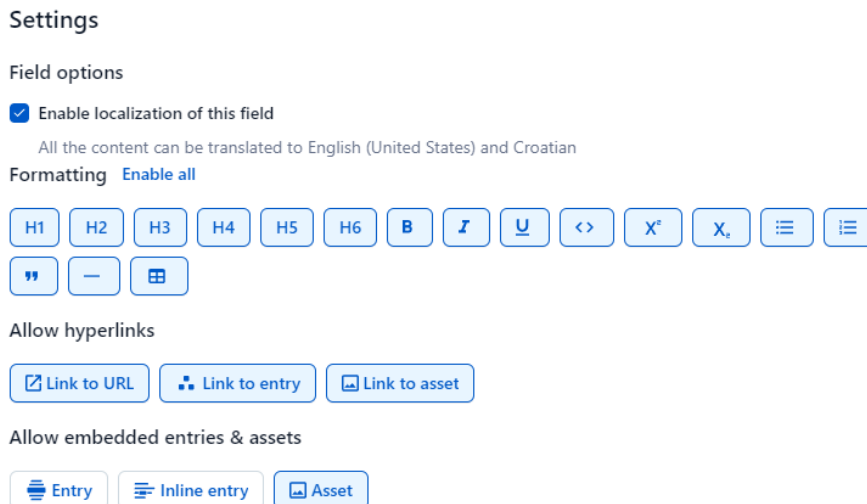 Settings
Field options
Enable localization of this field
All the content can be translated to English (United States) and Croatian
Formatting Enable all
H1 H2 H3 H4 H5 H6 B I U <> Xe Xe
" —
Allow hyperlinks
Link to URL Link to entry Link to asset
Allow embedded entries & assets
Entry Inline entry Asset